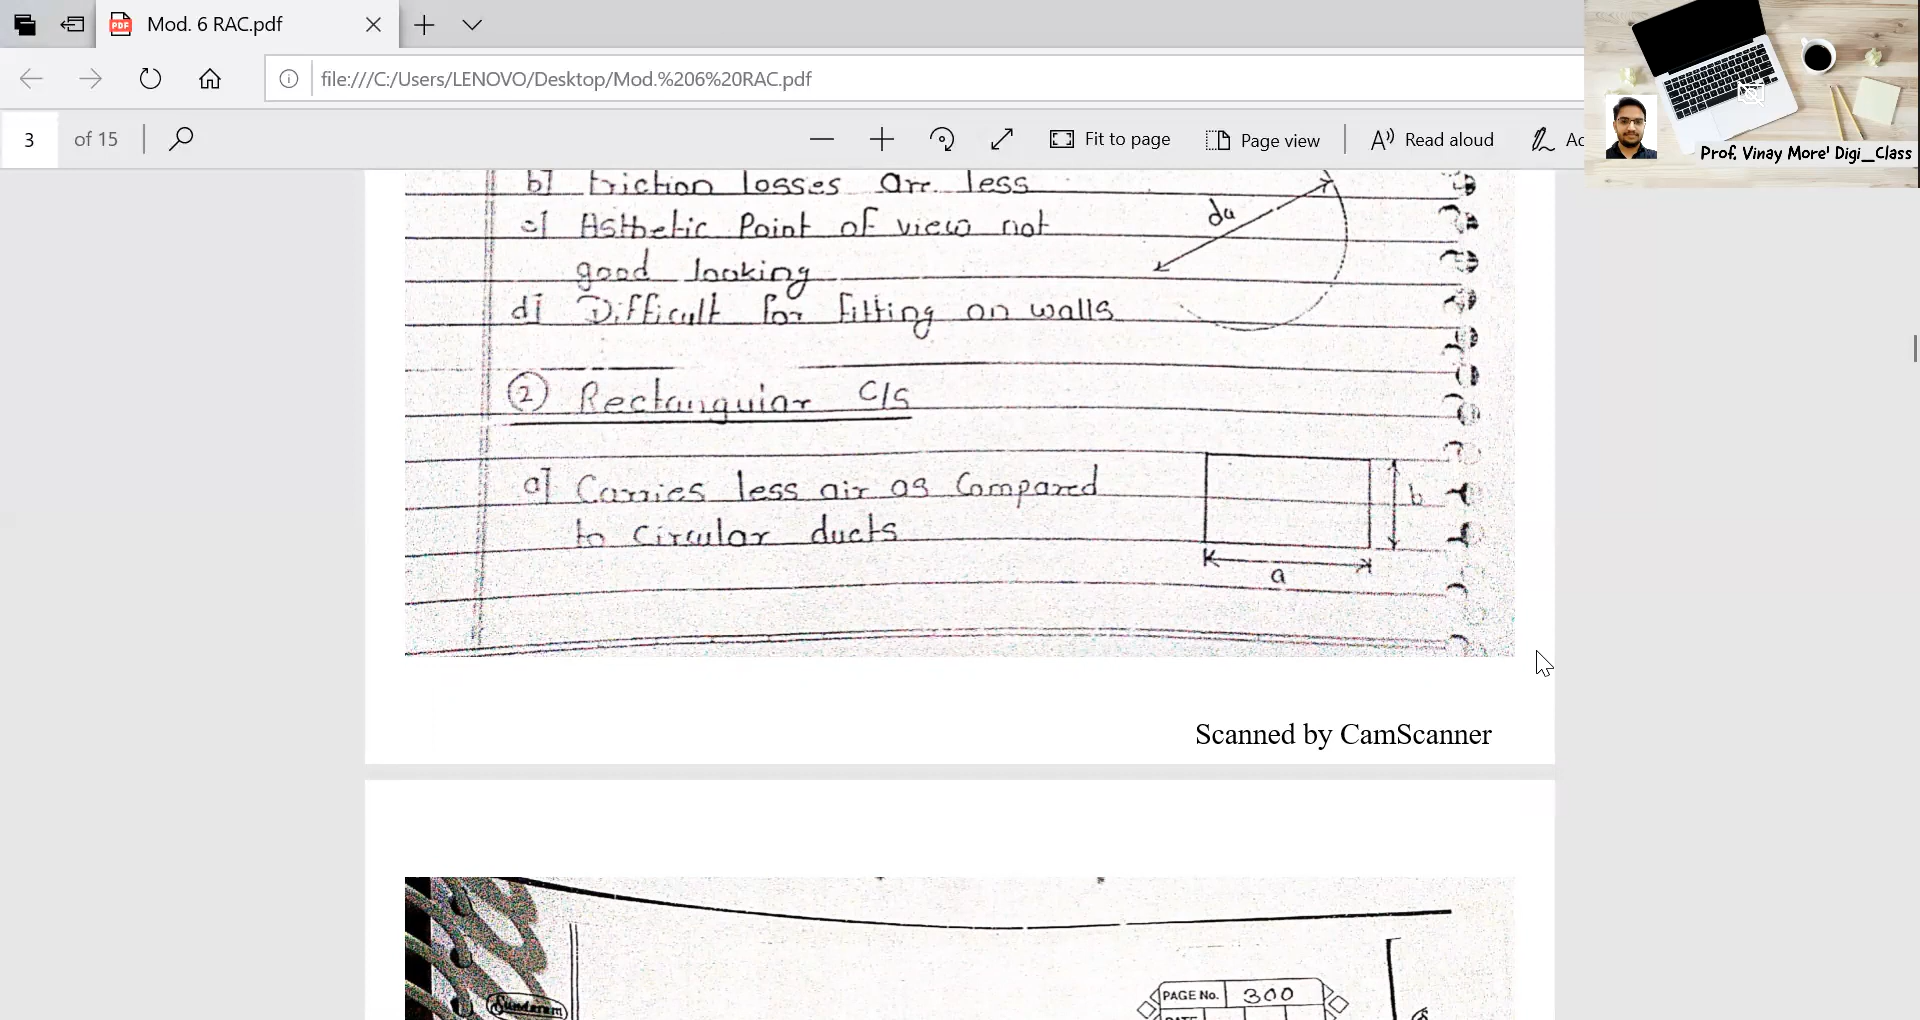 Mod. 6 RAC.pdf
file:///C:/Users/LENOVO/Desktop/Mod.%206%20RAC.pdf
3 of 15
Fit to page
Page view
Read aloud
Prof. Vinay More' Digi_Class
b] Friction losses are less
c] Asthetic Point of view not
good looking
d] Difficult for fitting on walls
da
② Rectangular C/S
a] Carries less air as Compared
to Circular ducts
b
a
Scanned by CamScanner
Sundaram
PAGE No. 300
DATE